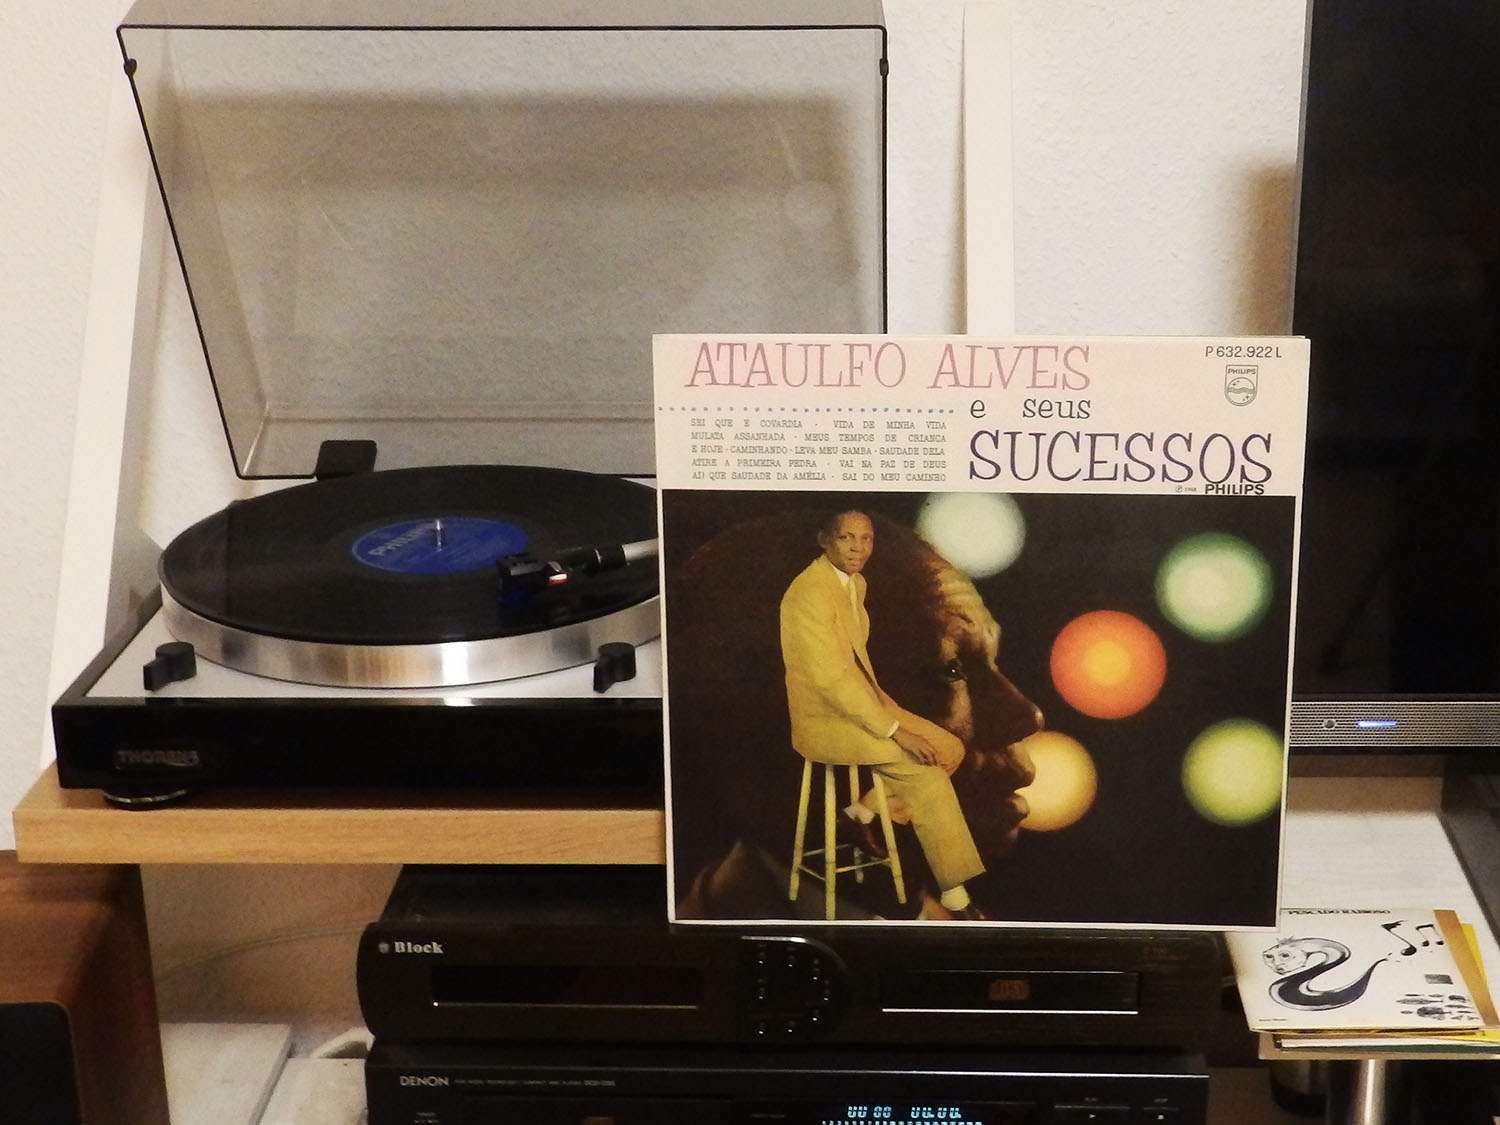 ATAULFO ALVES
P 632.922 L
PHILIPS
e seus
SUCESSOS
SEI QUE E COVARDIA · VIDA DE MINHA VIDA
MULATA ASSANHADA · MEUS TEMPOS DE CRIANCA
E HOJE · CAMINHANDO · LEVA MEU SAMBA · SAUDADE DELA
ATIRE A PRIMEIRA PEDRA · VAI NA PAZ DE DEUS
AI! QUE SAUDADE DA AMÉLIA · SAI DO MEU CAMINHO
℗ 1968 PHILIPS
PHILIPS
THORENS
Block
DENON
PESCADO RABIOSO